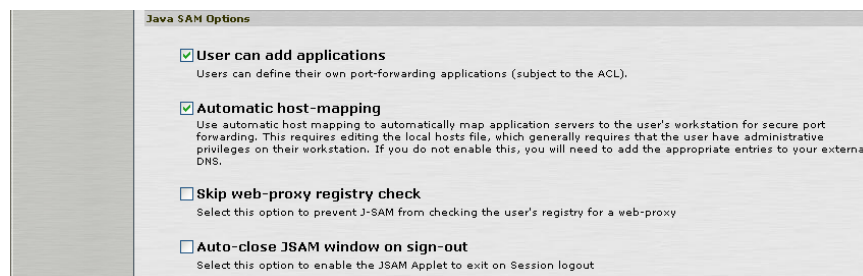 Java SAM Options
User can add applications
Users can define their own port-forwarding applications (subject to the ACL).
Automatic host-mapping
Use automatic host mapping to automatically map application servers to the user's workstation for secure port
forwarding. This requires editing the local hosts file, which generally requires that the user have administrative
privileges on their workstation. If you do not enable this, you will need to add the appropriate entries to your externa
DNS.
Skip web-proxy registry check
Select this option to prevent J-SAM from checking the user's registry for a web-proxy
Auto-close JSAM window on sign-out
Select this option to enable the JSAM Applet to exit on Session logout